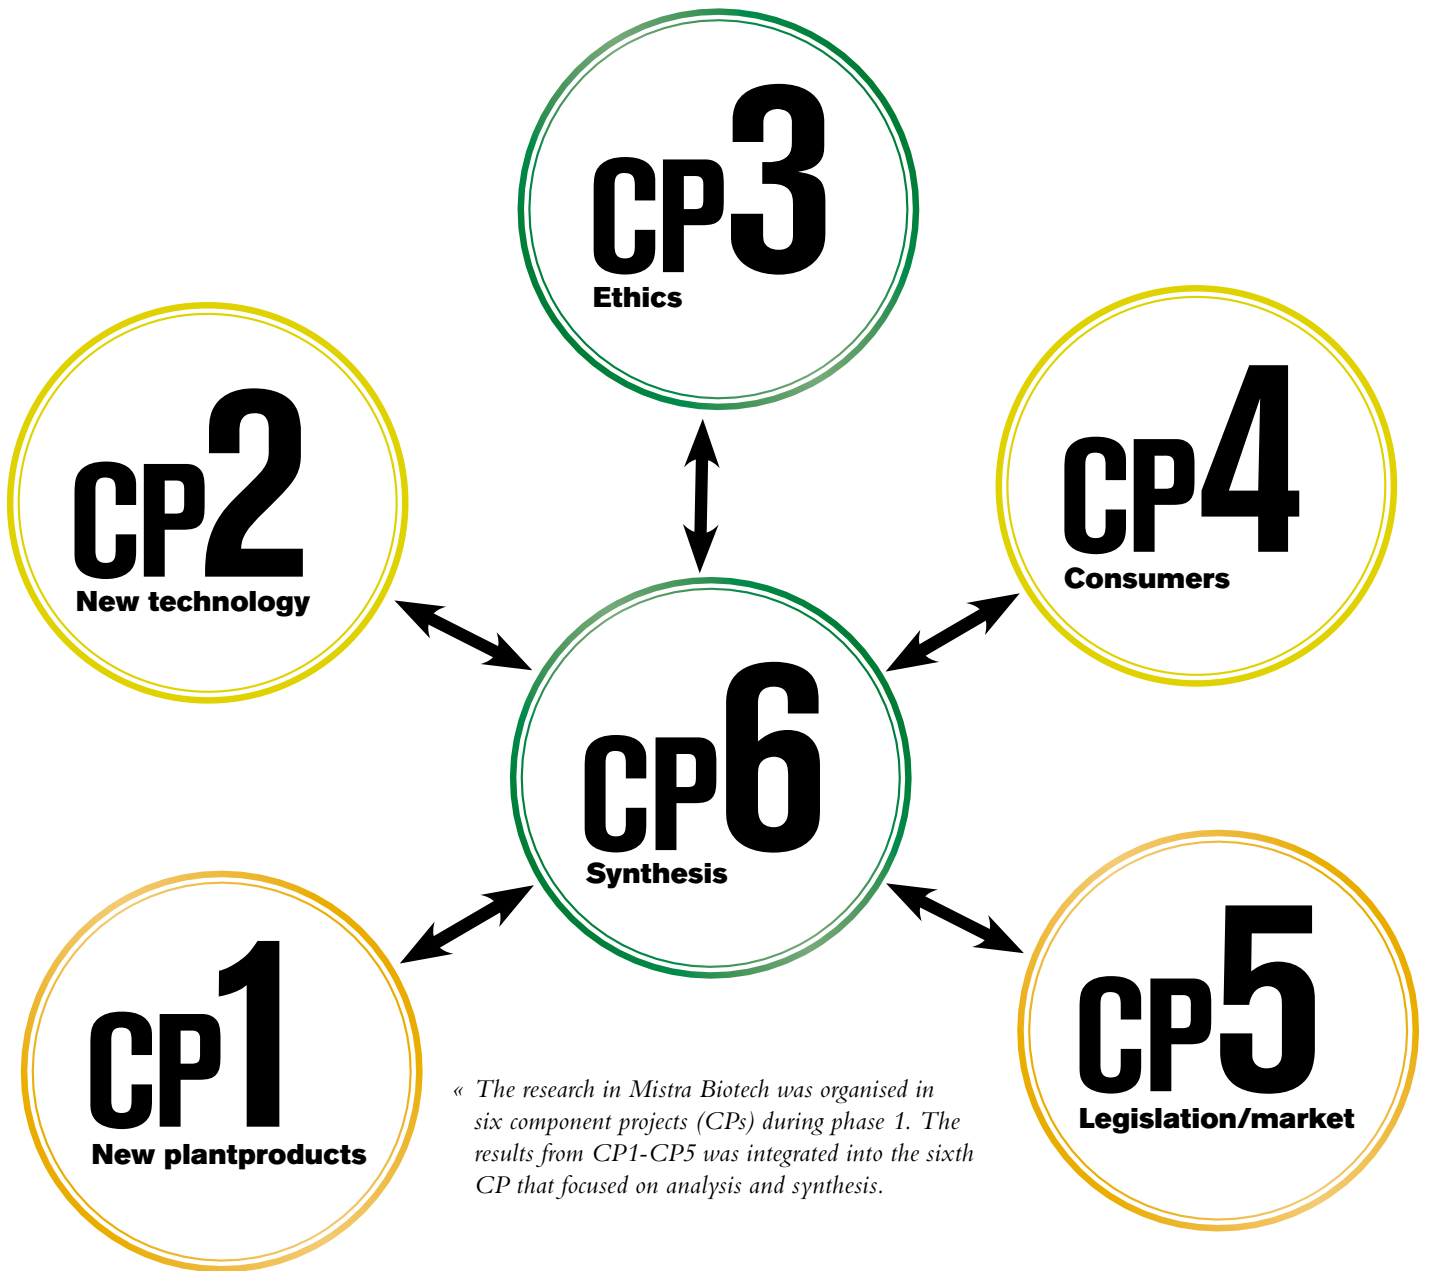 CP3
Ethics
CP2
New technology
CP4
Consumers
CP6
Synthesis
CP1
New plantproducts
CP5
Legislation/market
« The research in Mistra Biotech was organised in
six component projects (CPs) during phase 1. The
results from CP1-CP5 was integrated into the sixth
CP that focused on analysis and synthesis.